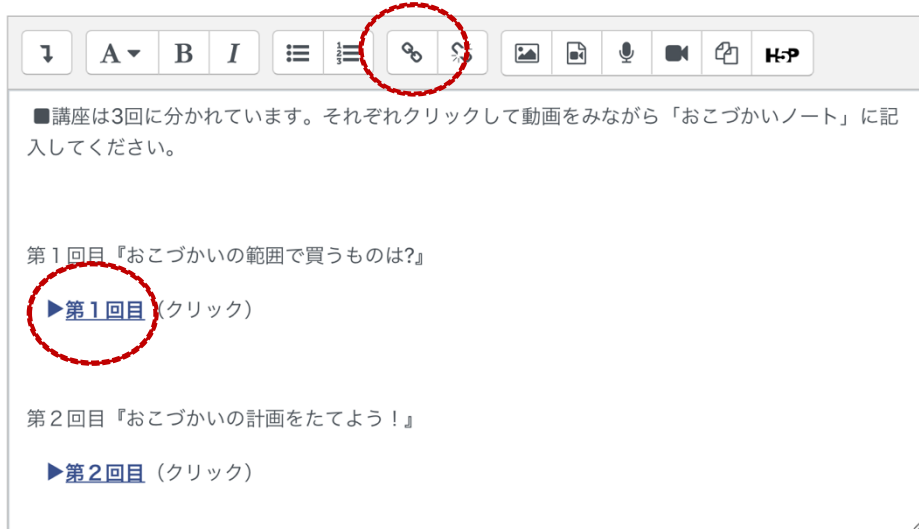 A B I H5P
■講座は3回に分かれています。それぞれクリックして動画をみながら「おこづかいノート」に記
入してください。
第１回目『おこづかいの範囲で買うものは?』
▶第１回目（クリック）
第２回目『おこづかいの計画をたてよう！』
▶第２回目（クリック）